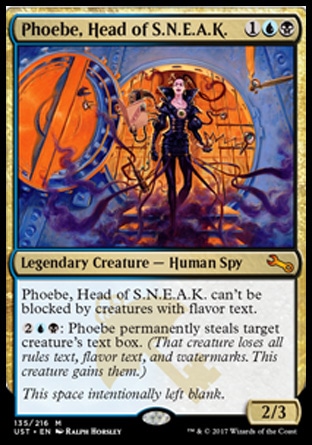 Phoebe, Head of S.N.E.A.K. 1
Legendary Creature — Human Spy
Phoebe, Head of S.N.E.A.K. can't be
blocked by creatures with flavor text.
2: Phoebe permanently steals target
creature's text box. (That creature loses all
rules text, flavor text, and watermarks. This
creature gains them.)
This space intentionally left blank.
2/3
135/216 M
UST • EN RALPH HORSLEY ™ & © 2017 Wizards of the Coast